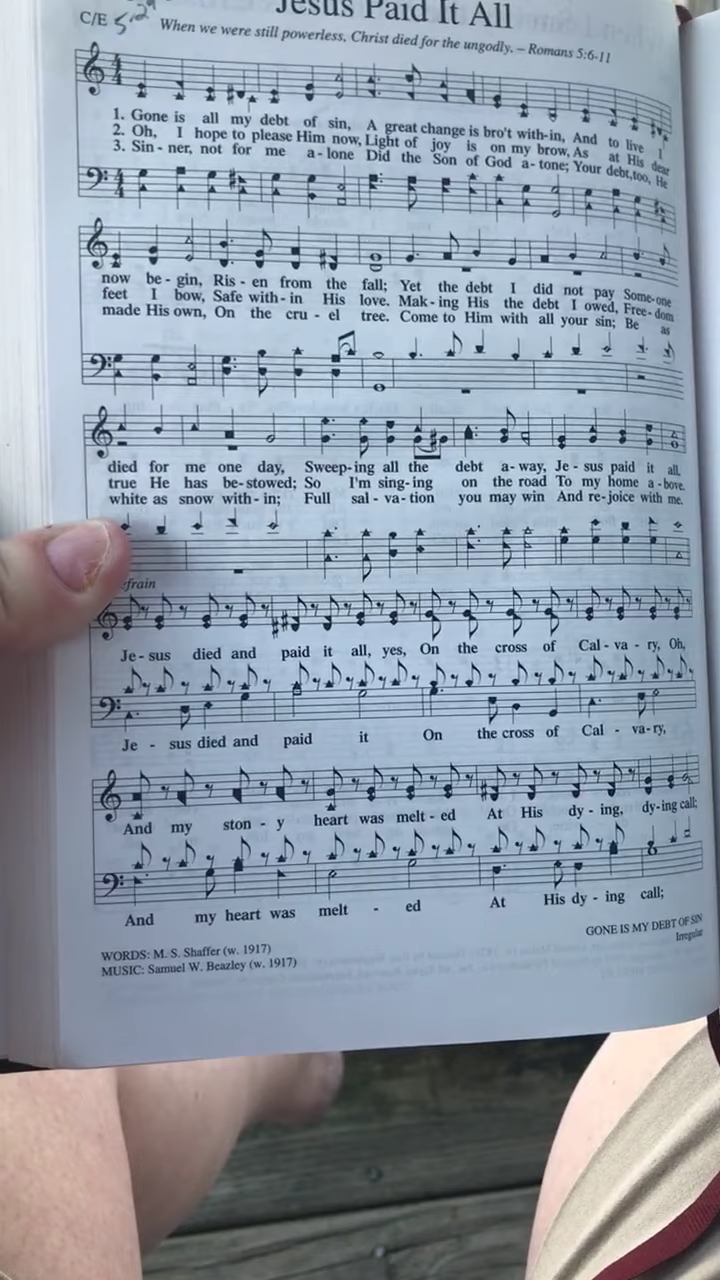 Jesus Paid It All
C/E
When we were still powerless, Christ died for the ungodly. – Romans 5:6-11
1. Gone is all my debt of sin, A great change is bro't with-in, And to live I
2. Oh, I hope to please Him now, Light of joy is on my brow, As at His dear
3. Sin - ner, not for me a - lone Did the Son of God a - tone; Your debt, too, He
now be - gin, Ris - en from the fall; Yet the debt I did not pay Some-one
feet I bow, Safe with - in His love. Mak - ing His the debt I owed, Free - dom
made His own, On the cru - el tree. Come to Him with all your sin; Be as
died for me one day, Sweep-ing all the debt a - way, Je - sus paid it all.
true He has be-stowed; So I'm sing-ing on the road To my home a - bove.
white as snow with - in; Full sal - va - tion you may win And re - joice with me.
efrain
Je - sus died and paid it all, yes, On the cross of Cal - va - ry, Oh,
Je - sus died and paid it On the cross of Cal - va - ry,
And my ston - y heart was melt - ed At His dy - ing, dy-ing call;
And my heart was melt - ed At His dy - ing call;
WORDS: M. S. Shaffer (w. 1917)
MUSIC: Samuel W. Beazley (w. 1917)
GONE IS MY DEBT OF SIN
Irregular